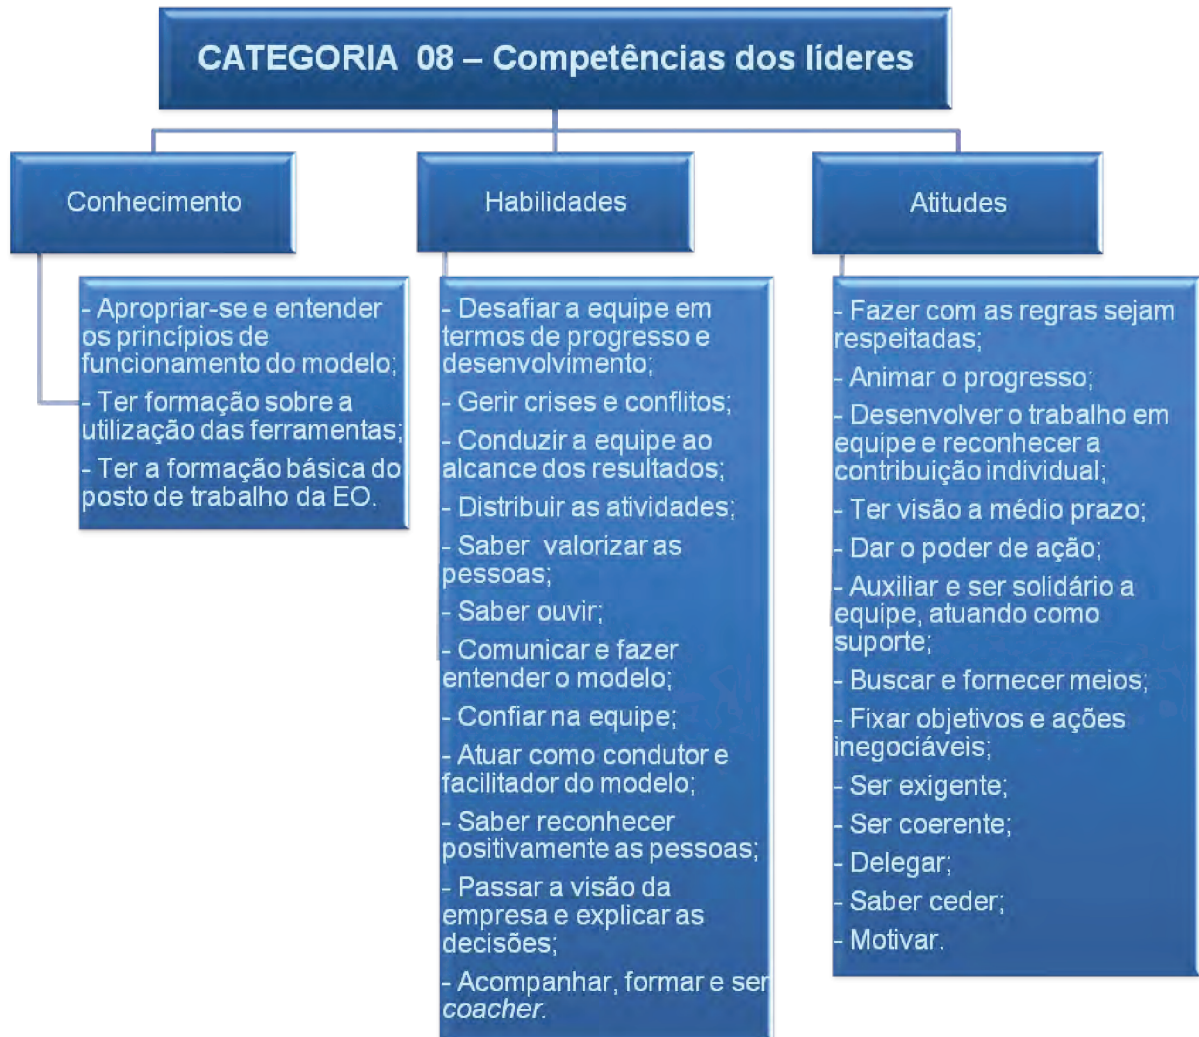 CATEGORIA 08 – Competências dos líderes
Conhecimento
- Apropriar-se e entender
os princípios de
funcionamento do modelo;
- Ter formação sobre a
utilização das ferramentas;
- Ter a formação básica do
posto de trabalho da EO.
Habilidades
- Desafiar a equipe em
termos de progresso e
desenvolvimento;
- Gerir crises e conflitos;
- Conduzir a equipe ao
alcance dos resultados;
- Distribuir as atividades;
- Saber valorizar as
pessoas;
- Saber ouvir;
- Comunicar e fazer
entender o modelo;
- Confiar na equipe;
- Atuar como condutor e
facilitador do modelo;
- Saber reconhecer
positivamente as pessoas;
- Passar a visão da
empresa e explicar as
decisões;
- Acompanhar, formar e ser
coacher.
Atitudes
- Fazer com as regras sejam
respeitadas;
- Animar o progresso;
- Desenvolver o trabalho em
equipe e reconhecer a
contribuição individual;
- Ter visão a médio prazo;
- Dar o poder de ação;
- Auxiliar e ser solidário a
equipe, atuando como
suporte;
- Buscar e fornecer meios;
- Fixar objetivos e ações
inegociáveis;
- Ser exigente;
- Ser coerente;
- Delegar;
- Saber ceder;
- Motivar.